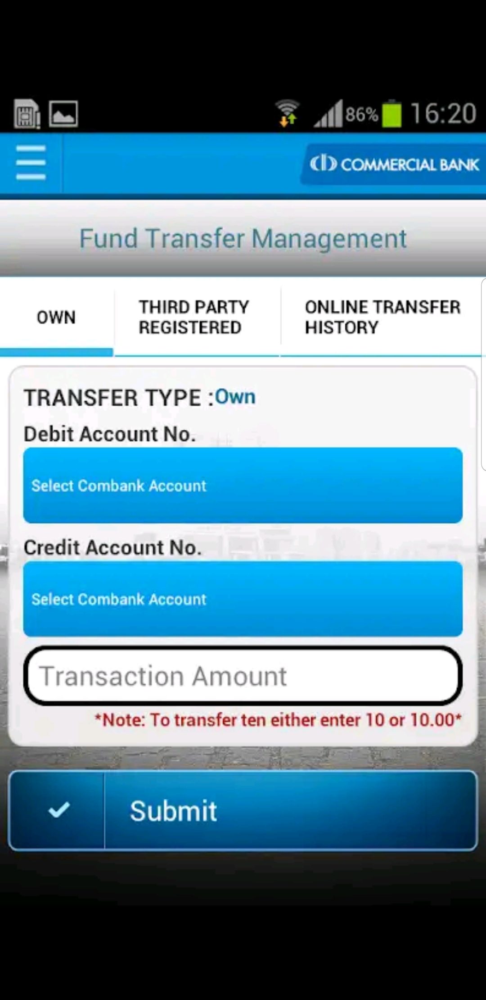 86% 16:20
COMMERCIAL BANK
Fund Transfer Management
OWN
THIRD PARTY
REGISTERED
ONLINE TRANSFER
HISTORY
TRANSFER TYPE :Own
Debit Account No.
Select Combank Account
Credit Account No.
Select Combank Account
Transaction Amount
*Note: To transfer ten either enter 10 or 10.00*
Submit